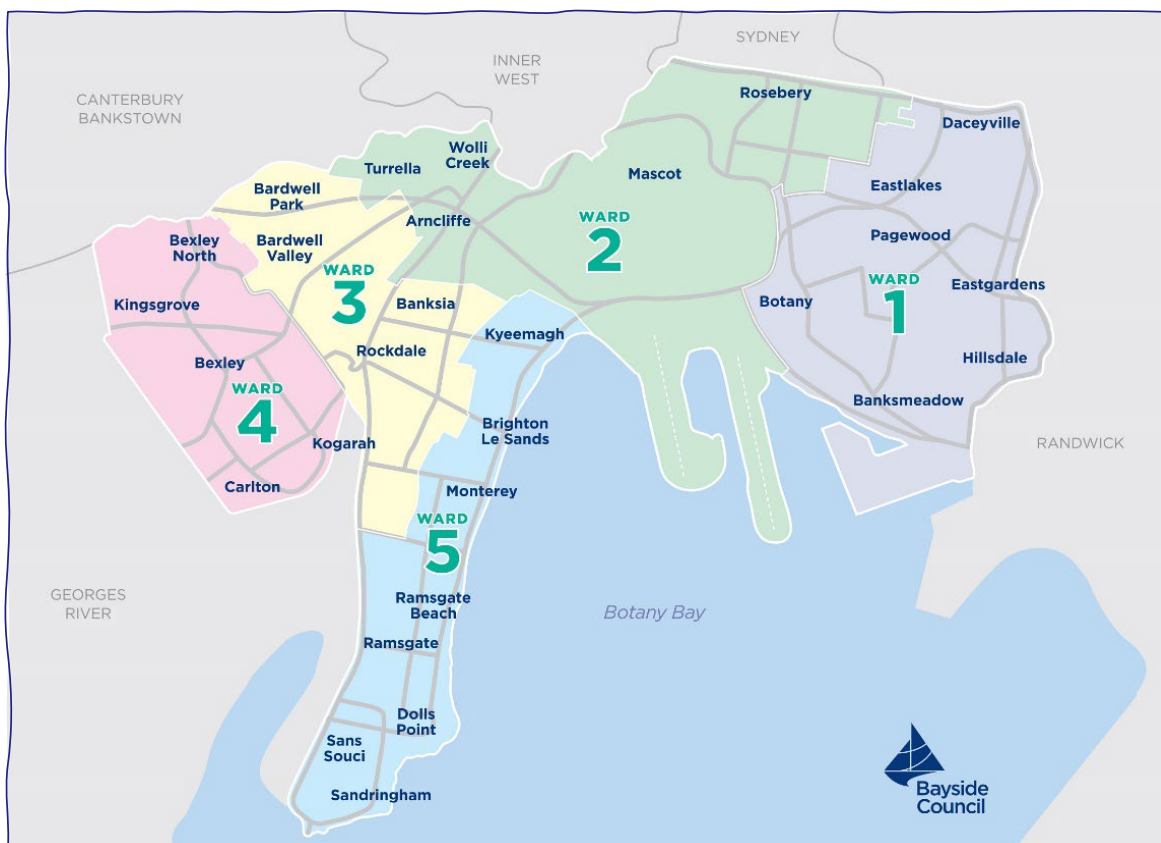 SYDNEY
INNER
WEST
CANTERBURY
BANKSTOWN
Rosebery
Daceyville
Wolli
Creek
Turrella
Mascot
Eastlakes
Bardwell
Park
Arncliffe
Pagewood
Bexley
North
Bardwell
Valley
WARD
2
WARD
3
WARD
1
Eastgardens
Kingsgrove
Banksia
Botany
Kyeemagh
Rockdale
Hillsdale
Bexley
WARD
4
Banksmeadow
Brighton
Le Sands
Kogarah
RANDWICK
Carlton
Monterey
WARD
5
GEORGES
RIVER
Ramsgate
Beach
Botany Bay
Ramsgate
Dolls
Point
Sans
Souci
Sandringham
Bayside
Council